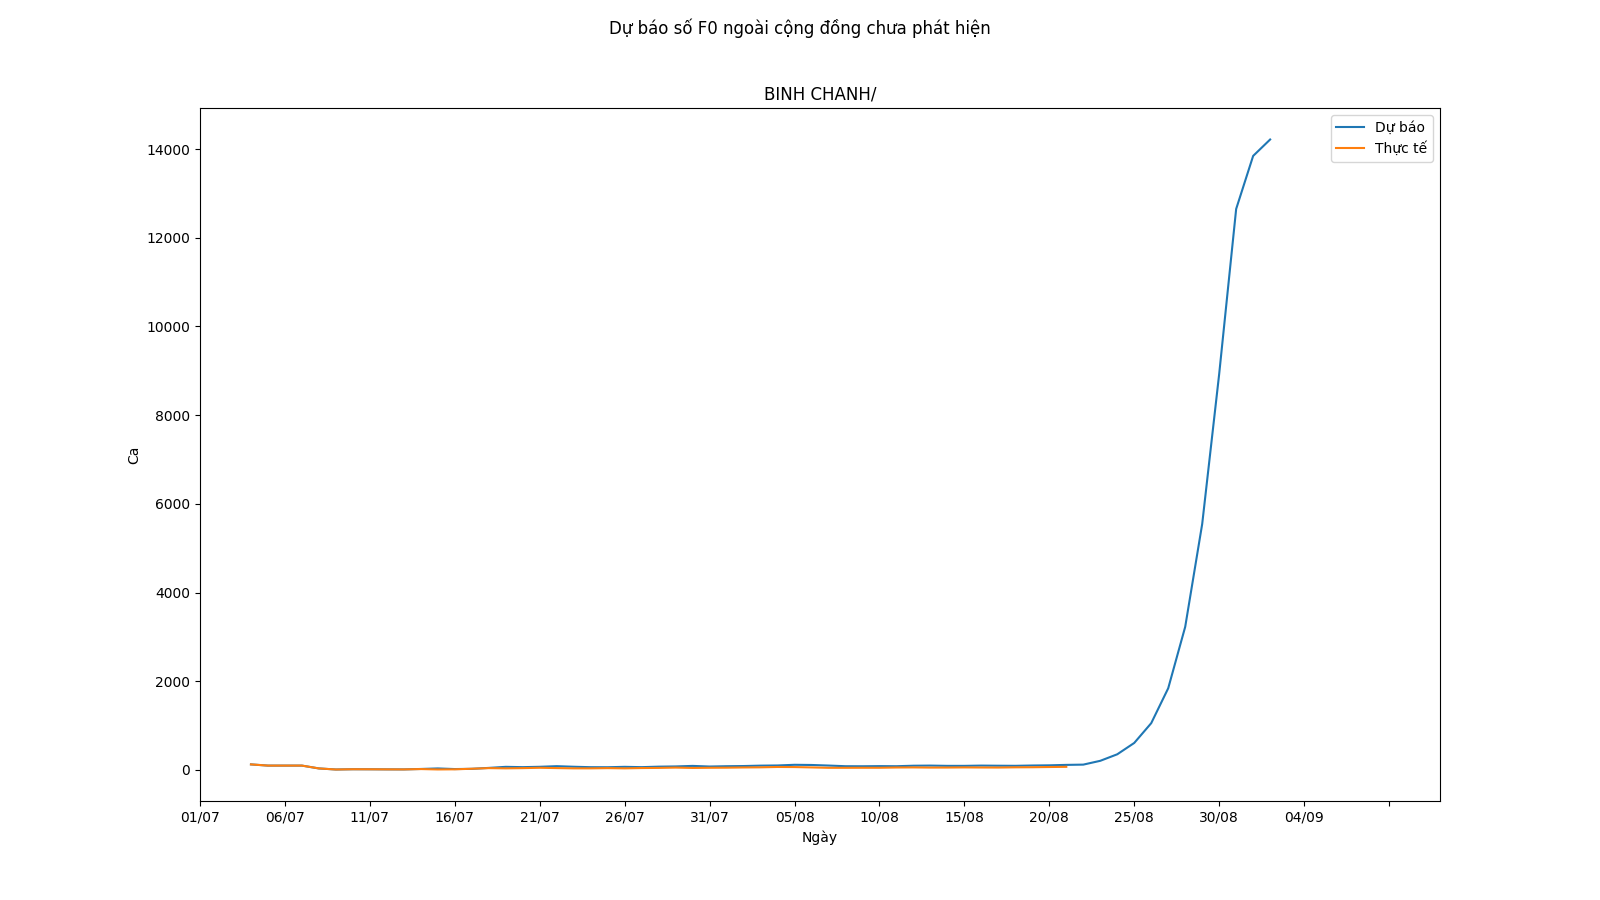 Dự báo số F0 ngoài cộng đồng chưa phát hiện
BINH CHANH/
Dự báo
Thực tế
14000
12000
10000
8000
6000
4000
2000
0
Ca
01/07 06/07 11/07 16/07 21/07 26/07 31/07 05/08 10/08 15/08 20/08 25/08 30/08 04/09
Ngày